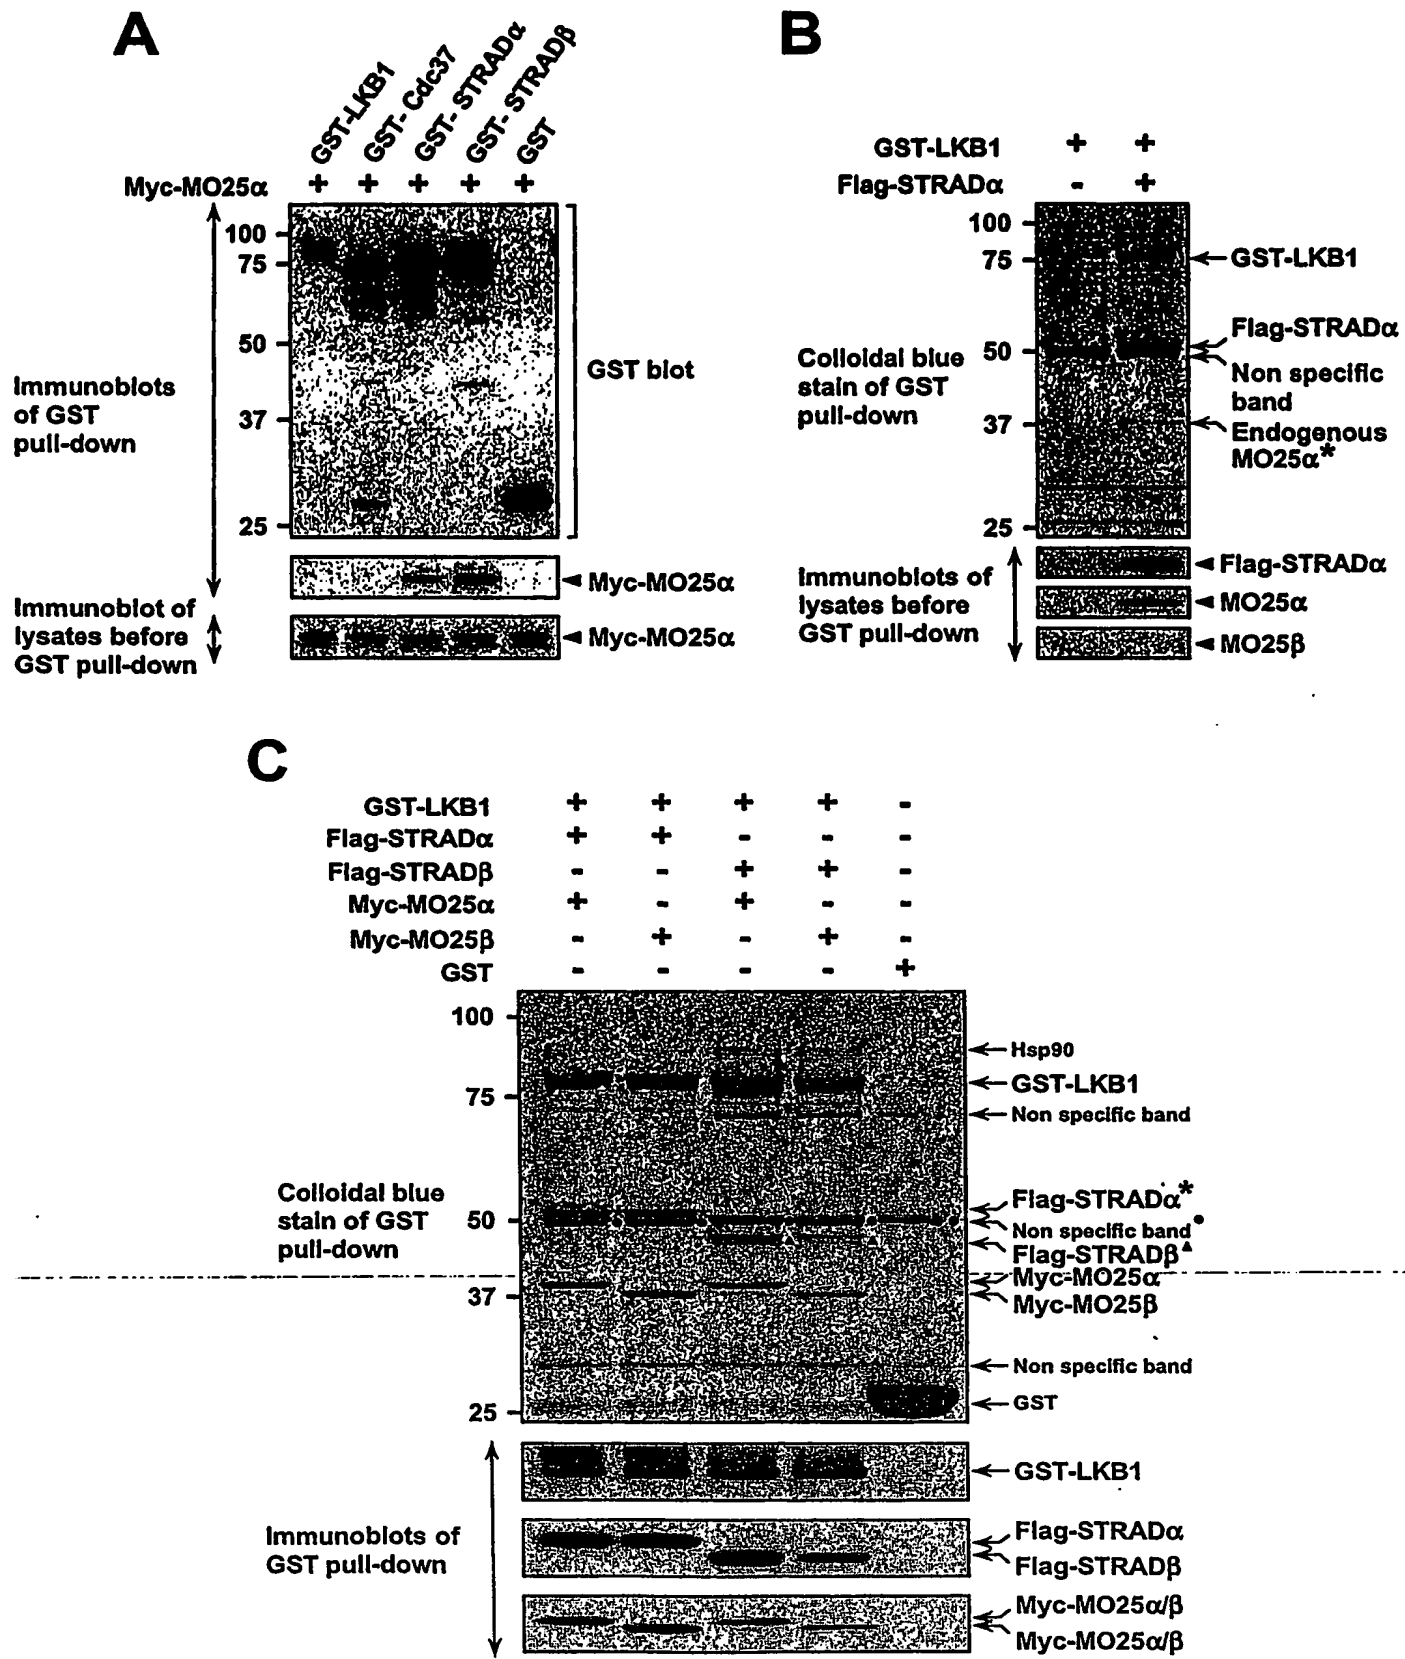 A
GST-LKB1
GST- Cdc37
GST- STRADα
GST- STRADβ
GST
Myc-MO25α + + + + +
100
75
50
37
25
Immunoblots
of GST
pull-down
GST blot
Myc-MO25α
Immunoblot of
lysates before
GST pull-down
Myc-MO25α
B
GST-LKB1 + +
Flag-STRADα - +
100
75
50
37
25
Colloidal blue
stain of GST
pull-down
GST-LKB1
Flag-STRADα
Non specific
band
Endogenous
MO25α*
Immunoblots of
lysates before
GST pull-down
Flag-STRADα
MO25α
MO25β
C
GST-LKB1 + + + + -
Flag-STRADα + + - - -
Flag-STRADβ - - + + -
Myc-MO25α + - + - -
Myc-MO25β - + - + -
GST - - - - +
100
75
50
37
25
Colloidal blue
stain of GST
pull-down
Hsp90
GST-LKB1
Non specific band
Flag-STRADα*
Non specific band•
Flag-STRADβ▲
Myc-MO25α
Myc-MO25β
Non specific band
GST
Immunoblots of
GST pull-down
GST-LKB1
Flag-STRADα
Flag-STRADβ
Myc-MO25α/β
Myc-MO25α/β